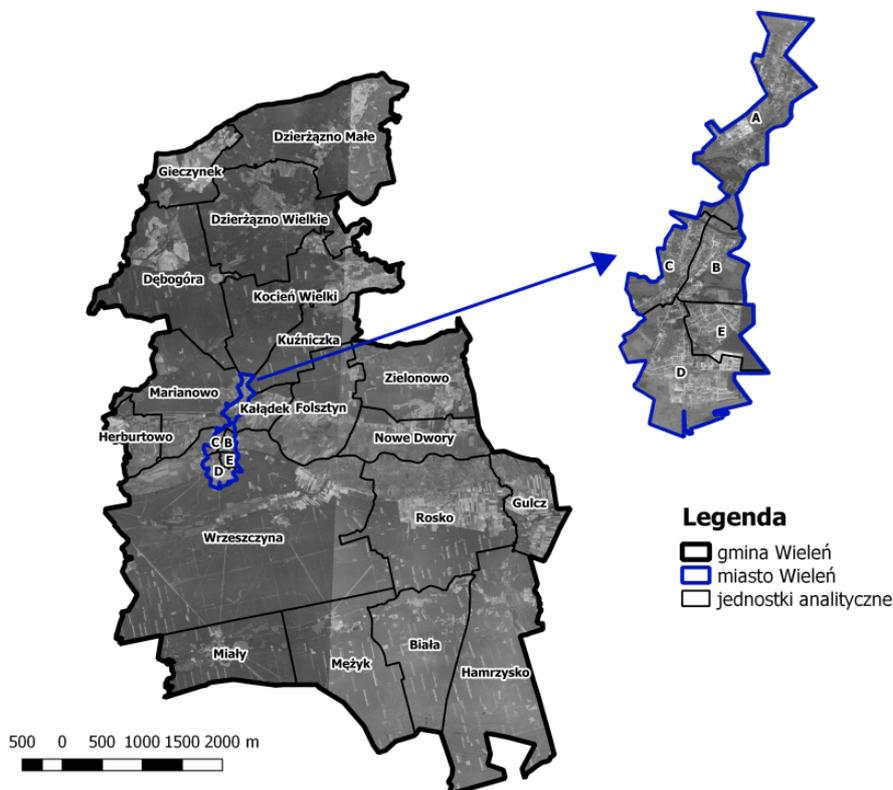 Dzierżązno Małe
Gieczynek
Dzierżązno Wielkie
Dębogóra
Kocień Wielki
Kuźniczka
Marianowo
Zielonowo
Kałądek
Folsztyn
Herburtowo
Nowe Dwory
C
B
E
D
Wrzeszczyna
Rosko
Gulcz
Miały
Mężyk
Biała
Hamrzysko
A
C
B
E
D
Legenda
gmina Wieleń
miasto Wieleń
jednostki analityczne
500 0 500 1000 1500 2000 m